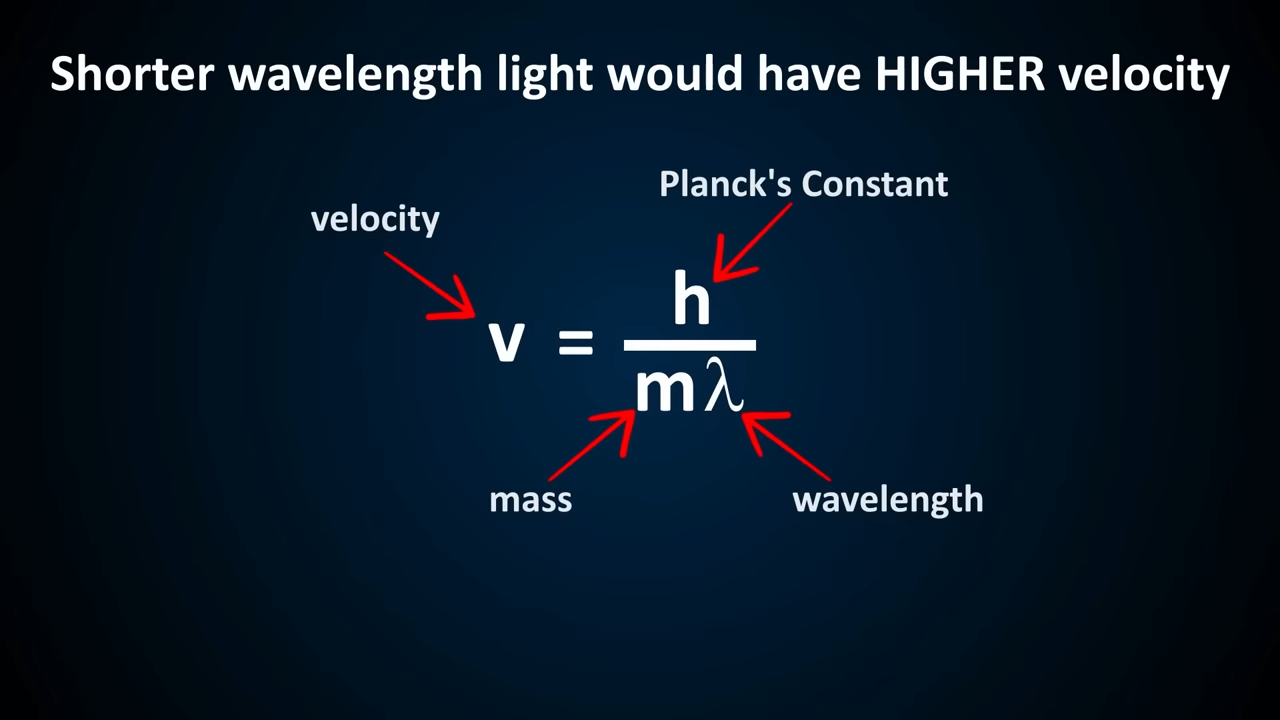 Shorter wavelength light would have HIGHER velocity
Planck's Constant
velocity
h
v =
mλ
mass
wavelength